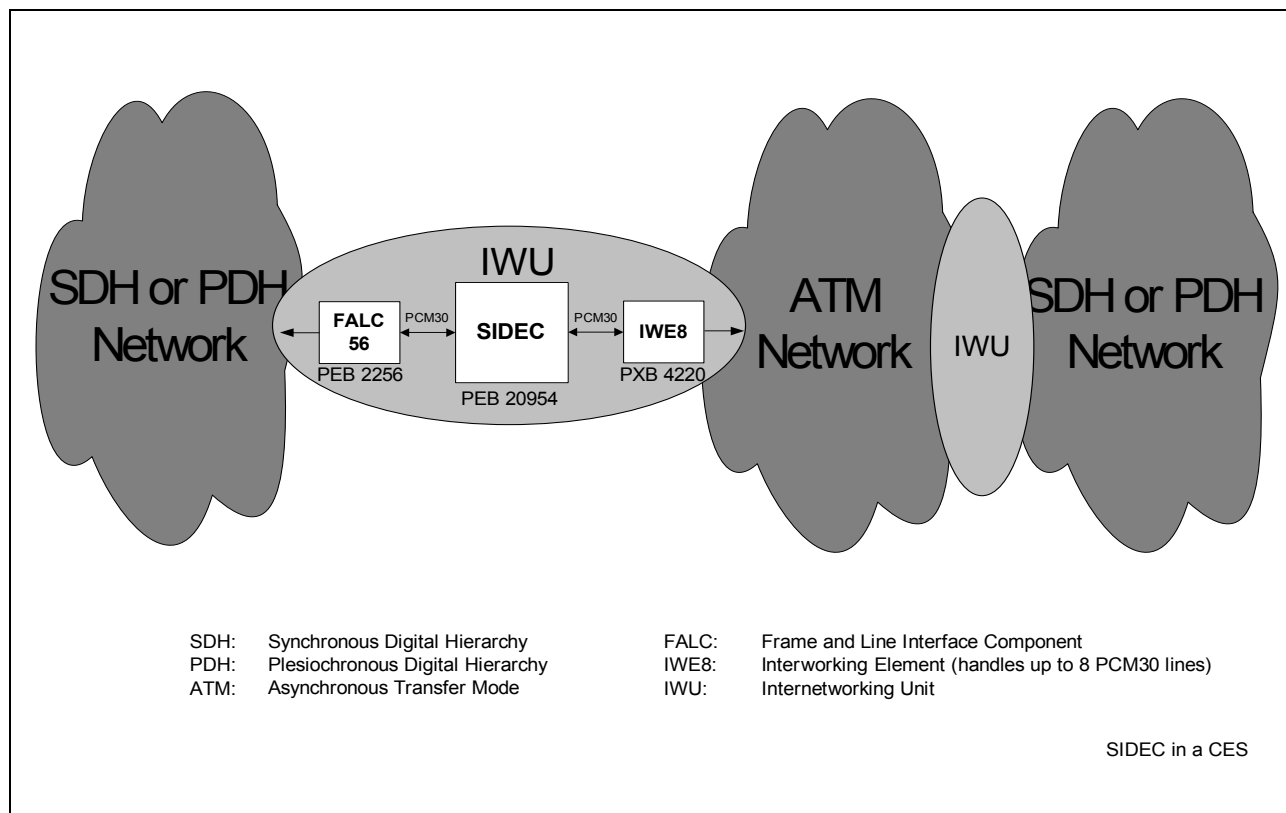 SDH or PDH
Network
IWU
FALC
56
PEB 2256
PCM30
SIDEC
PEB 20954
PCM30
IWE8
PXB 4220
ATM
Network
IWU
SDH or PDH
Network
SDH: Synchronous Digital Hierarchy
PDH: Plesiochronous Digital Hierarchy
ATM: Asynchronous Transfer Mode
FALC: Frame and Line Interface Component
IWE8: Interworking Element (handles up to 8 PCM30 lines)
IWU: Internetworking Unit
SIDEC in a CES